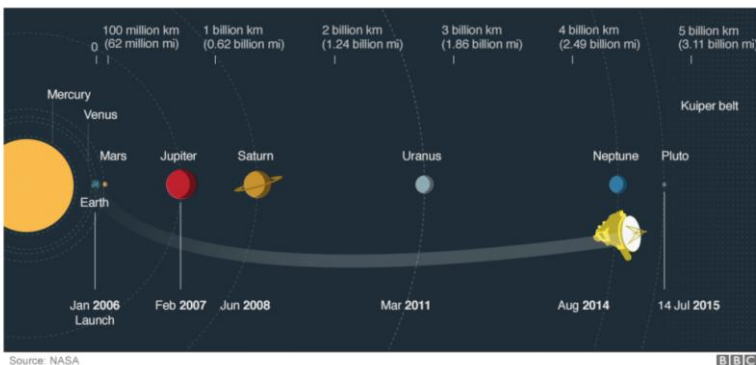 0
100 million km
(62 million mi)
1 billion km
(0.62 billion mi)
2 billion km
(1.24 billion mi)
3 billion km
(1.86 billion mi)
4 billion km
(2.49 billion mi)
5 billion km
(3.11 billion mi)
Mercury
Kuiper belt
Venus
Mars
Jupiter
Saturn
Uranus
Neptune
Pluto
Earth
Jan 2006
Launch
Feb 2007
Jun 2008
Mar 2011
Aug 2014
14 Jul 2015
Source: NASA
BBC